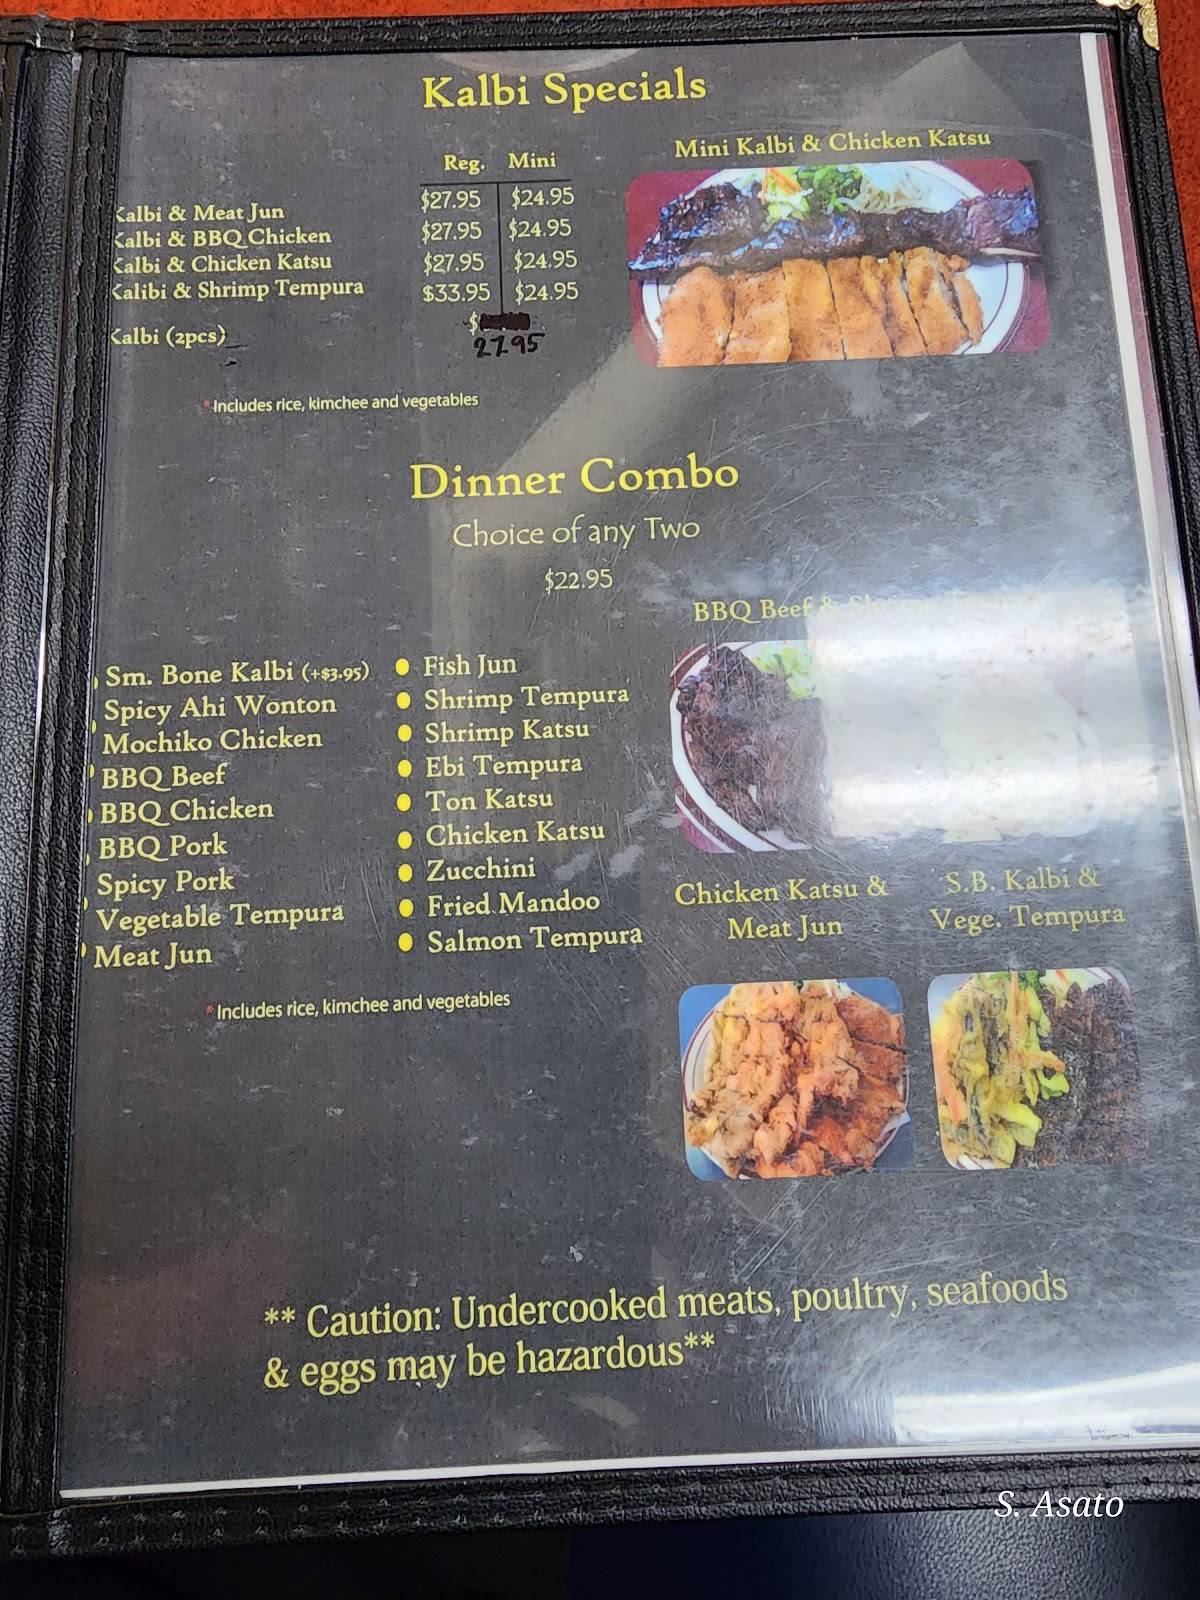 Kalbi Specials
Reg. Mini
Mini Kalbi & Chicken Katsu
Kalbi & Meat Jun $27.95 $24.95
Kalbi & BBQ Chicken $27.95 $24.95
Kalbi & Chicken Katsu $27.95 $24.95
Kalibi & Shrimp Tempura $33.95 $24.95
Kalbi (2pcs) $
27.95
*Includes rice, kimchee and vegetables
Dinner Combo
Choice of any Two
$22.95
BBQ Beef &
Sm. Bone Kalbi (+$3.95)
Spicy Ahi Wonton
Mochiko Chicken
BBQ Beef
BBQ Chicken
BBQ Pork
Spicy Pork
Vegetable Tempura
Meat Jun
Fish Jun
Shrimp Tempura
Shrimp Katsu
Ebi Tempura
Ton Katsu
Chicken Katsu
Zucchini
Fried Mandoo
Salmon Tempura
*Includes rice, kimchee and vegetables
Chicken Katsu &
Meat Jun
S.B. Kalbi &
Vege. Tempura
** Caution: Undercooked meats, poultry, seafoods
& eggs may be hazardous**
S. Asato